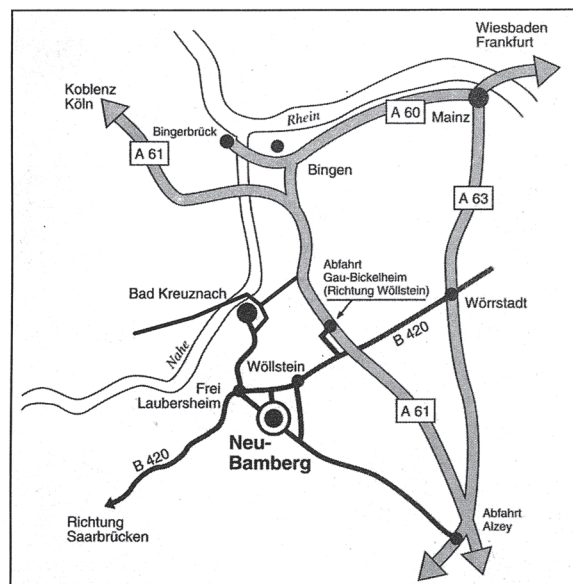 Wiesbaden
Frankfurt
Koblenz
Köln
Rhein
A 60
Mainz
Bingerbrück
A 61
Bingen
A 63
Abfahrt
Gau-Bickelheim
(Richtung Wöllstein)
Bad Kreuznach
Wörrstadt
Nahe
B 420
Wöllstein
Frei
Laubersheim
A 61
Neu-
Bamberg
B 420
Richtung
Saarbrücken
Abfahrt
Alzey